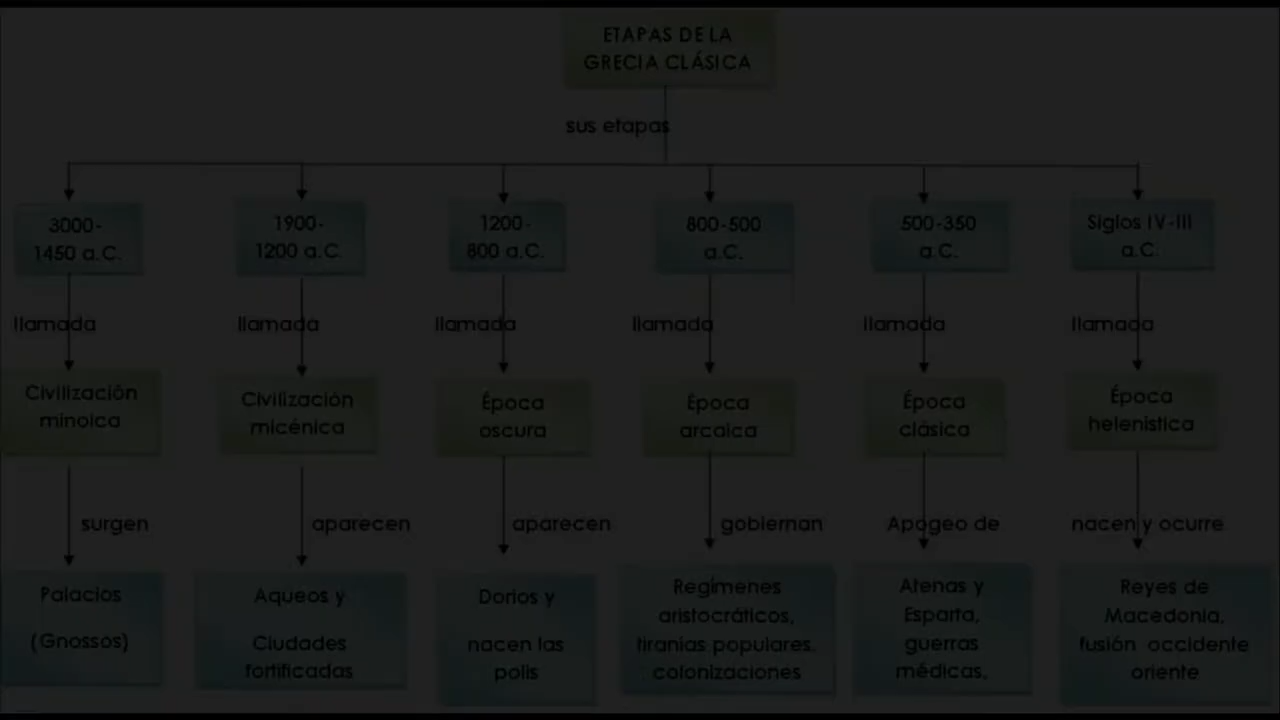 ETAPAS DE LA
GRECIA CLÁSICA
sus etapas
3000-
1450 a.C.
1900-
1200 a.C.
1200-
800 a.C.
800-500
a.C.
500-350
a.C.
Siglos IV-III
a.C.
llamada
llamada
llamada
llamada
llamada
llamada
Civilización
minoica
Civilización
micénica
Época
oscura
Época
arcaica
Época
clásica
Época
helenística
surgen
aparecen
aparecen
gobiernan
Apogeo de
nacen y ocurre
Palacios
(Gnossos)
Aqueos y
Ciudades
fortificadas
Dorios y
nacen las
polis
Regímenes
aristocráticos,
tiranias populares.
colonizaciones
Atenas y
Esparta,
guerras
médicas,
Reyes de
Macedonia,
fusión occidente
oriente